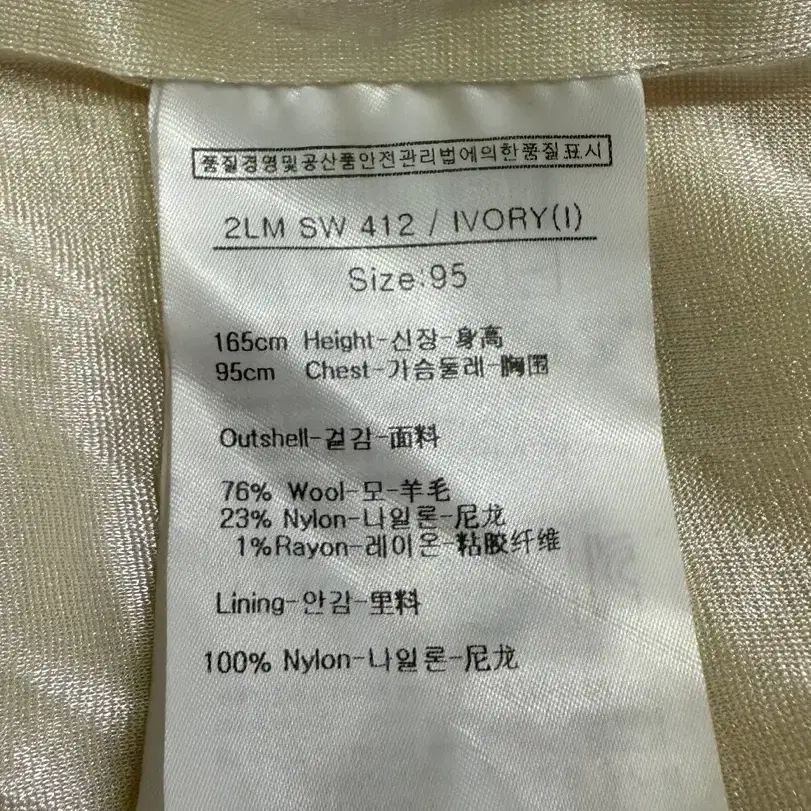 품질경영및공산품안전관리법에의한품질표시
2LM SW 412 / IVORY(I)
Size:95
165cm Height-신장-身高
95cm Chest-가슴둘레-胸围
Outshell-겉감-面料
76% Wool-모-羊毛
23% Nylon-나일론-尼龙
1%Rayon-레이온-粘胶纤维
Lining-안감-里料
100% Nylon-나일론-尼龙